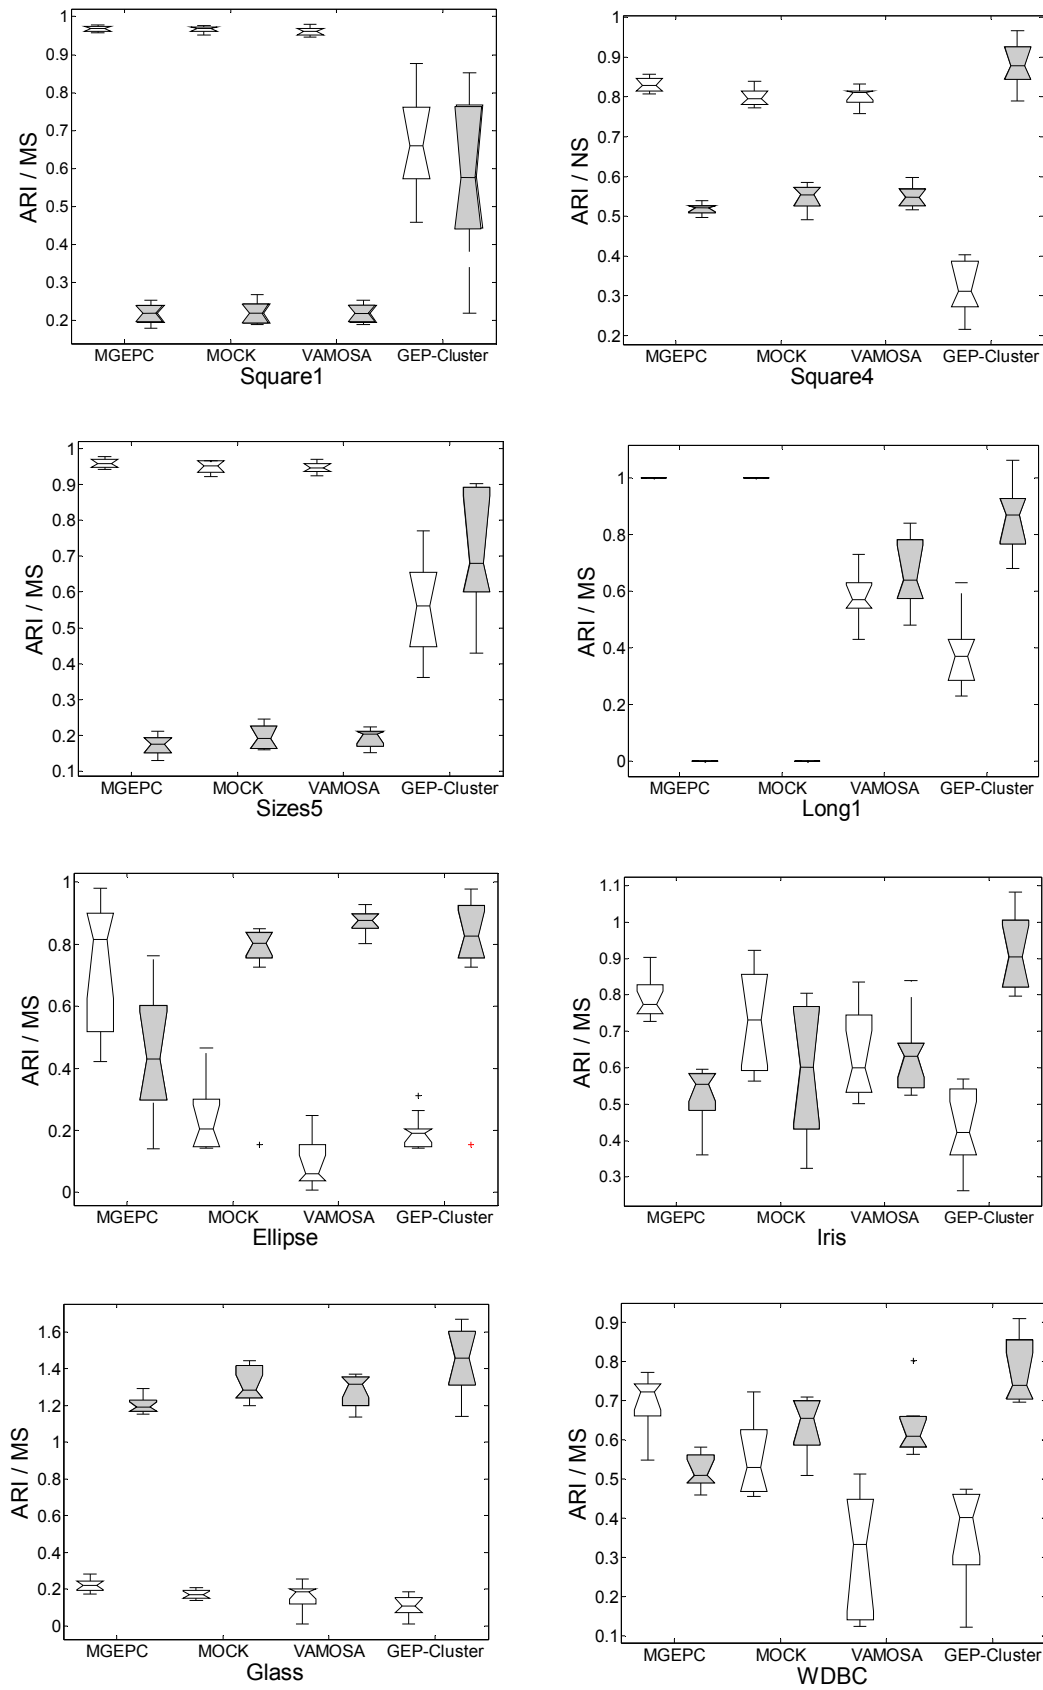 1
0.9
0.8
0.7
0.6
0.5
0.4
0.3
0.2
ARI / MS
MGEPC MOCK VAMOSA GEP-Cluster
Square1
1
0.9
0.8
0.7
0.6
0.5
0.4
0.3
0.2
ARI / NS
MGEPC MOCK VAMOSA GEP-Cluster
Square4
1
0.9
0.8
0.7
0.6
0.5
0.4
0.3
0.2
0.1
ARI / MS
MGEPC MOCK VAMOSA GEP-Cluster
Sizes5
1
0.8
0.6
0.4
0.2
0
ARI / MS
MGEPC MOCK VAMOSA GEP-Cluster
Long1
1
0.8
0.6
0.4
0.2
0
ARI / MS
MGEPC MOCK VAMOSA GEP-Cluster
Ellipse
1.1
1
0.9
0.8
0.7
0.6
0.5
0.4
0.3
ARI / MS
MGEPC MOCK VAMOSA GEP-Cluster
Iris
1.6
1.4
1.2
1
0.8
0.6
0.4
0.2
0
ARI / MS
MGEPC MOCK VAMOSA GEP-Cluster
Glass
0.9
0.8
0.7
0.6
0.5
0.4
0.3
0.2
0.1
ARI / MS
MGEPC MOCK VAMOSA GEP-Cluster
WDBC